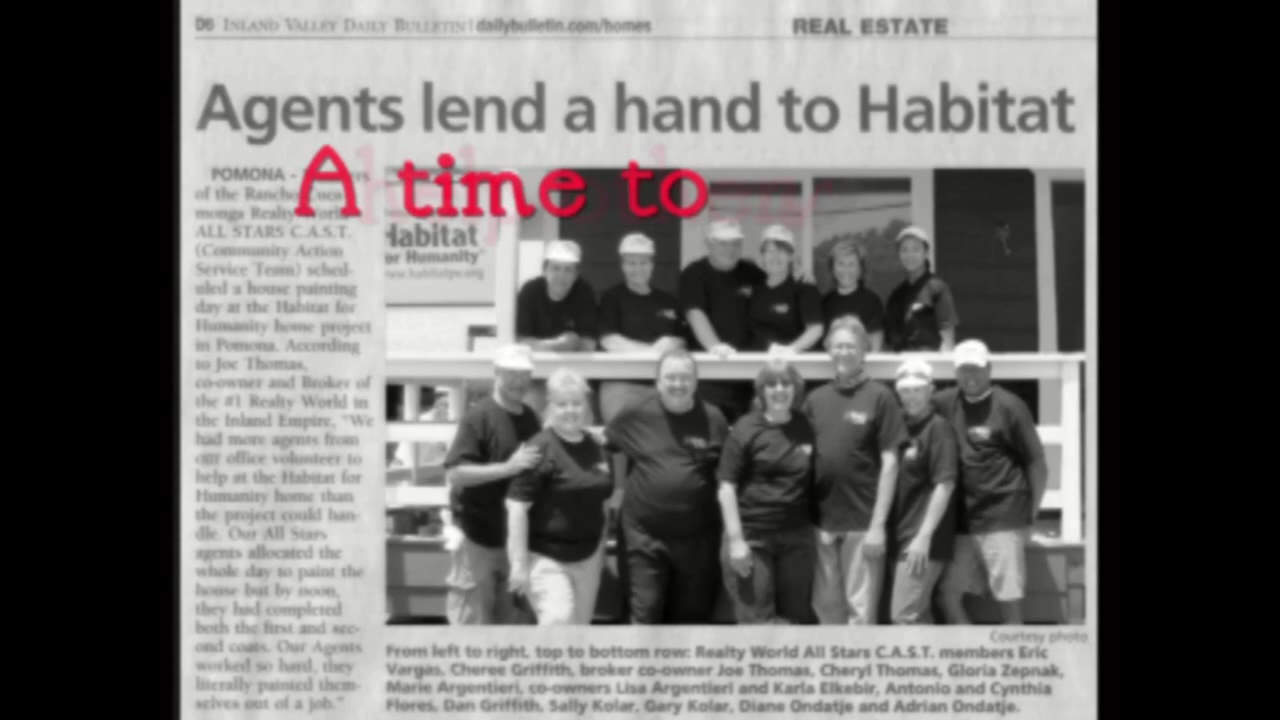 D6 INLAND VALLEY DAILY BULLETIN | dailybulletin.com/homes REAL ESTATE
Agents lend a hand to Habitat
A time to
POMONA -
of the Rancho Cuca-
monga Realty World
ALL STARS C.A.S.T.
(Community Action
Service Team) sched-
uled a house painting
day at the Habitat for
Humanity home project
in Pomona. According
to Joe Thomas,
co-owner and Broker of
the #1 Realty World in
the Inland Empire, "We
had more agents from
our office volunteer to
help at the Habitat for
Humanity home than
the project could han-
dle. Our All Stars
agents allocated the
whole day to paint the
house but by noon,
they had completed
both the first and sec-
ond coats. Our Agents
worked so hard, they
literally painted them-
selves out of a job."
Habitat
or Humanity
www.habitatpv.org
Courtesy photo
From left to right, top to bottom row: Realty World All Stars C.A.S.T. members Eric
Vargas, Cheree Griffith, broker co-owner Joe Thomas, Cheryl Thomas, Gloria Zepnak,
Marie Argentieri, co-owners Lisa Argentieri and Karla Elkebir, Antonio and Cynthia
Flores, Dan Griffith, Sally Kolar, Gary Kolar, Diane Ondatje and Adrian Ondatje.